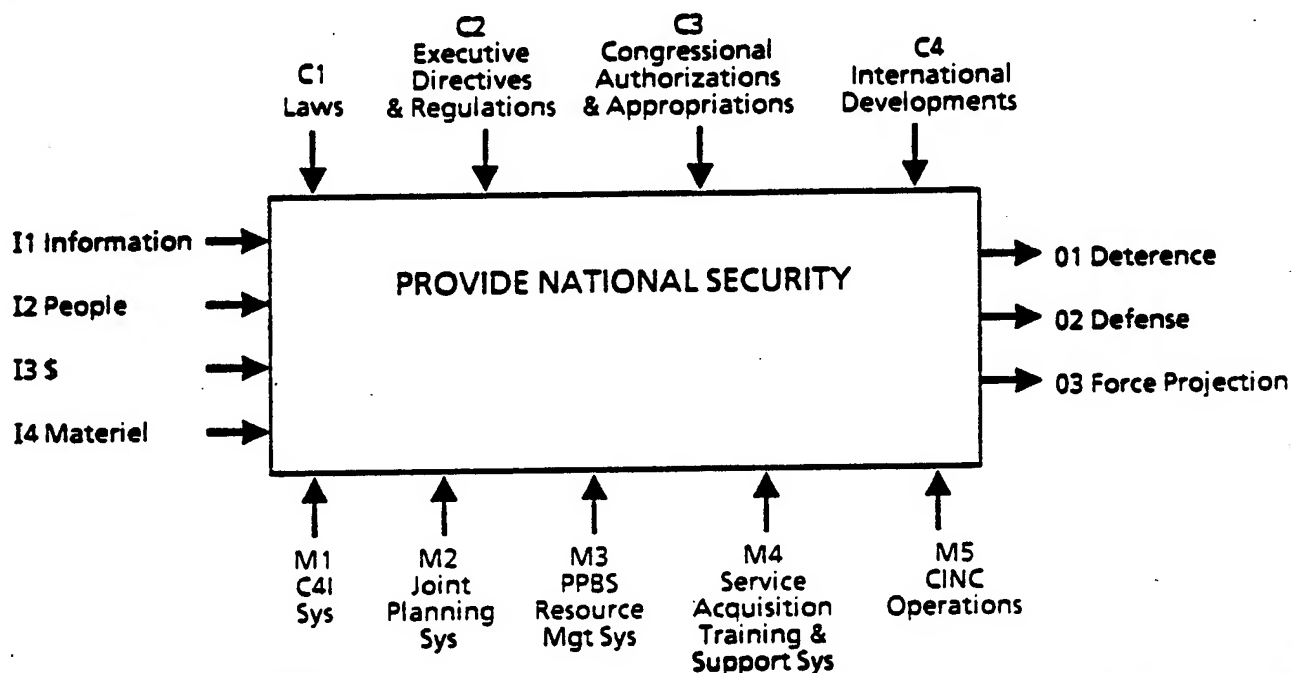 C1
Laws
C2
Executive
Directives
& Regulations
C3
Congressional
Authorizations
& Appropriations
C4
International
Developments
I1 Information
I2 People
I3 $
I4 Materiel
PROVIDE NATIONAL SECURITY
01 Deterence
02 Defense
03 Force Projection
M1
C4I
Sys
M2
Joint
Planning
Sys
M3
PPBS
Resource
Mgt Sys
M4
Service
Acquisition
Training &
Support Sys
M5
CINC
Operations